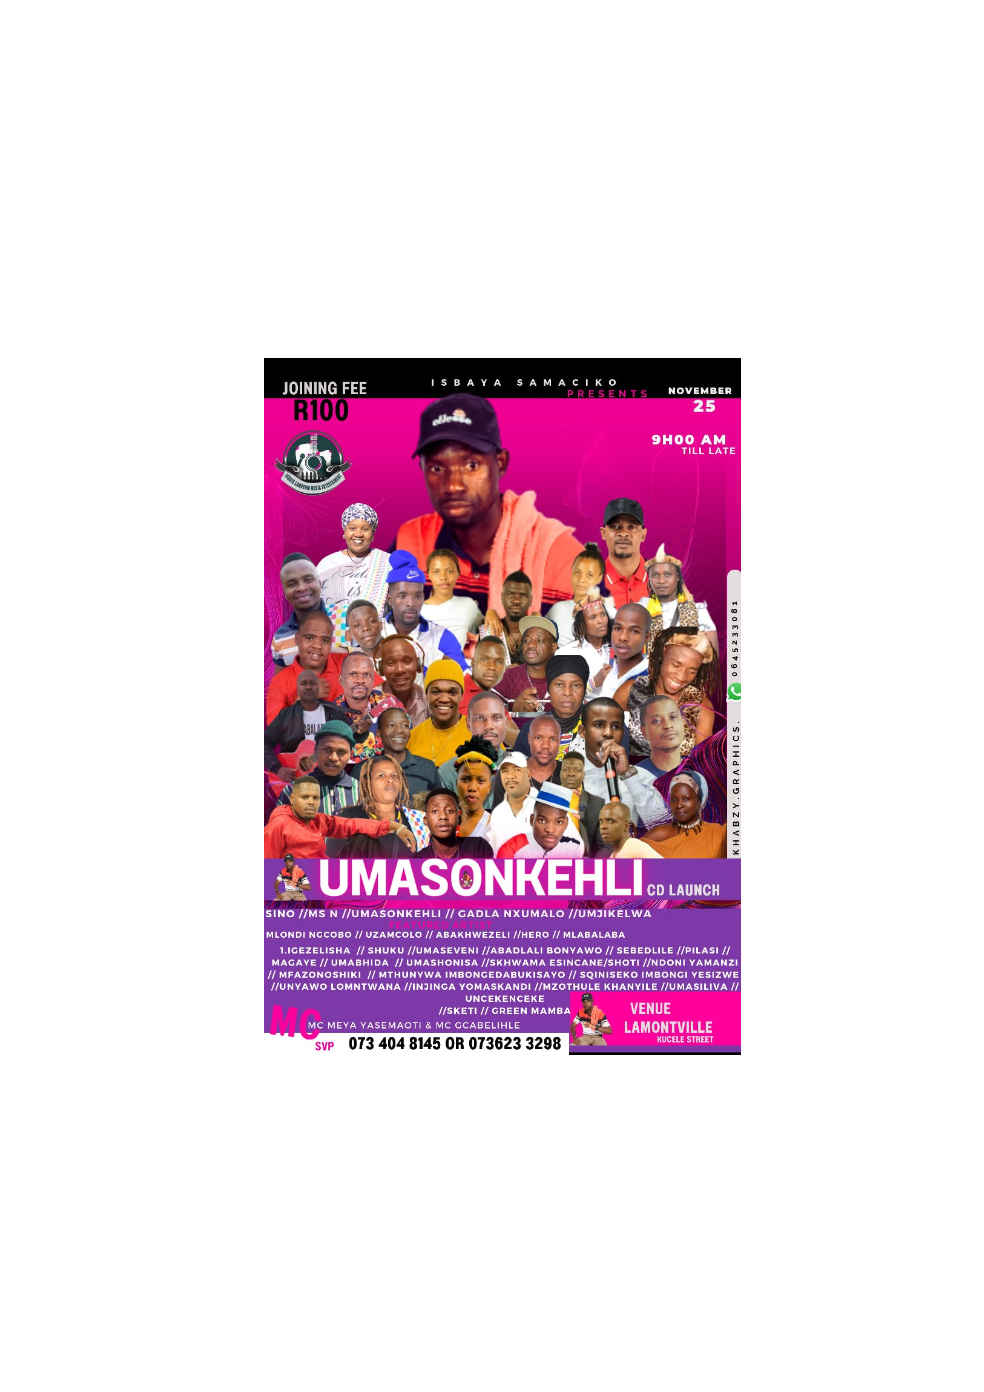 JOINING FEE
R100
ISBAYA SAMACIKO
PRESENTS
NOVEMBER
25
9H00 AM
TILL LATE
ellesse
0645233081
KHABZY.GRAPHICS.
UMASONKEHLI CD LAUNCH
SINO //MS N //UMASONKEHLI // GADLA NXUMALO //UMJIKELWA
FEATURED ARTIST
MLONDI NGCOBO // UZAMCOLO // ABAKHWEZELI //HERO // MLABALABA
1.IGEZELISHA // SHUKU //UMASEVENI //ABADLALI BONYAWO // SEBEDLILE //PILASI //
MAGAYE // UMABHIDA // UMASHONISA //SKHWAMA ESINCANE/SHOTI //NDONI YAMANZI
// MFAZONOSHIKI // MTHUNYWA IMBONGEDABUKISAYO // SQINISEKO IMBONGI YESIZWE
//UNYAWO LOMNTWANA //INJINGA YOMASKANDI //MZOTHULE KHANYILE //UMASILIVA //
UNCEKENCEKE
//SKETI // GREEN MAMBA
MC
MC MEYA YASEMAOTI & MC GCABELIHLE
SVP 073 404 8145 OR 073623 3298
VENUE
LAMONTVILLE
KUCELE STREET